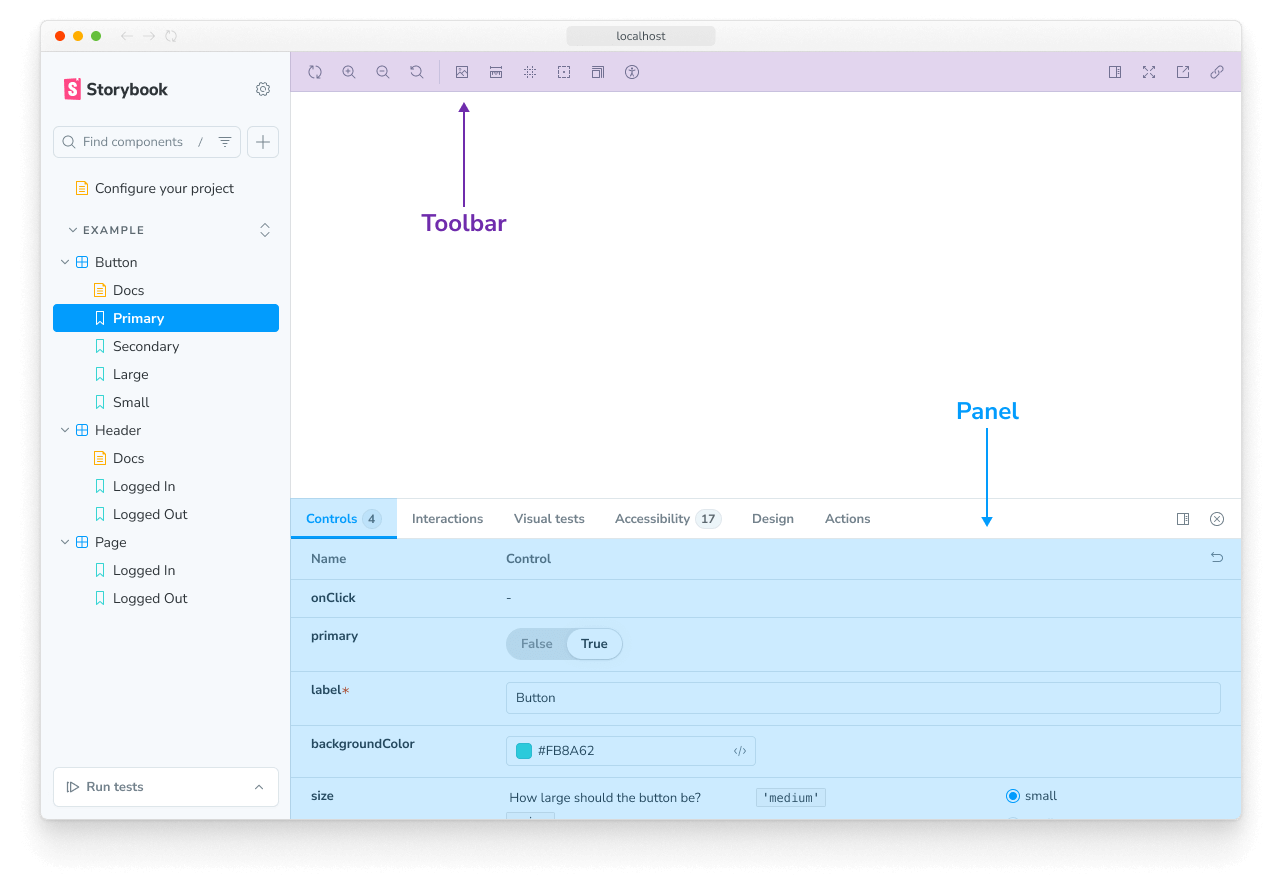 localhost
Storybook
Find components /
Configure your project
EXAMPLE
Button
Docs
Primary
Secondary
Large
Small
Header
Docs
Logged In
Logged Out
Page
Logged In
Logged Out
Run tests
Toolbar
Panel
Controls 4 Interactions Visual tests Accessibility 17 Design Actions
Name Control
onClick -
primary False True
label* Button
backgroundColor #FB8A62 </>
size How large should the button be? 'medium' small